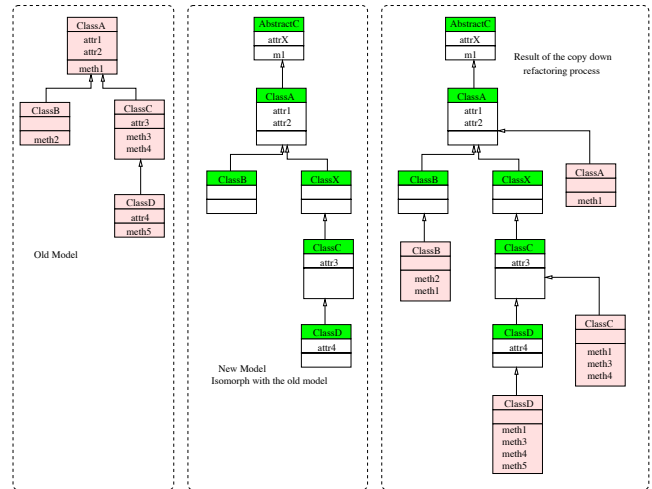 ClassA
attr1
attr2
meth1
ClassB
meth2
ClassC
attr3
meth3
meth4
ClassD
attr4
meth5
Old Model
AbstractC
attrX
m1
ClassA
attr1
attr2
ClassB
ClassX
ClassC
attr3
ClassD
attr4
New Model
Isomorph with the old model
AbstractC
attrX
m1
Result of the copy down
refactoring process
ClassA
attr1
attr2
ClassA
meth1
ClassB
ClassX
ClassB
meth2
meth1
ClassC
attr3
ClassC
meth1
meth3
meth4
ClassD
attr4
ClassD
meth1
meth3
meth4
meth5